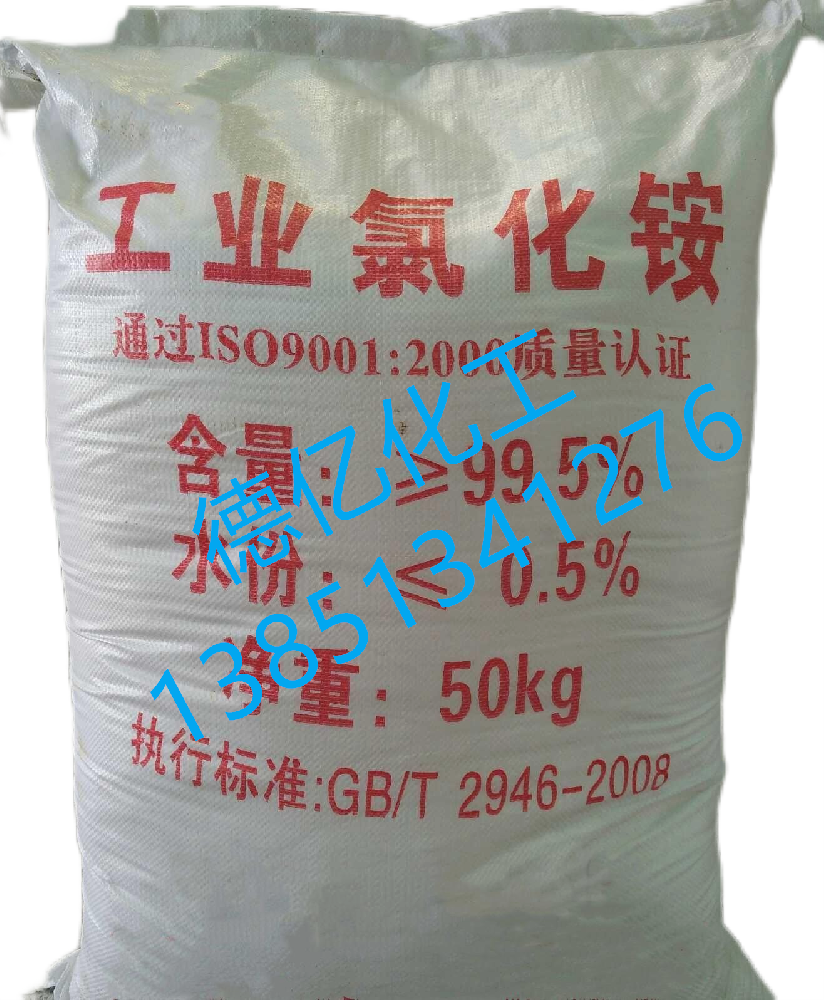 工业氯化铵
通过ISO9001:2000质量认证
含量：≥99.5%
水份：≤ 0.5%
净重：50kg
执行标准:GB/T 2946-2008
德亿化工
13851341276